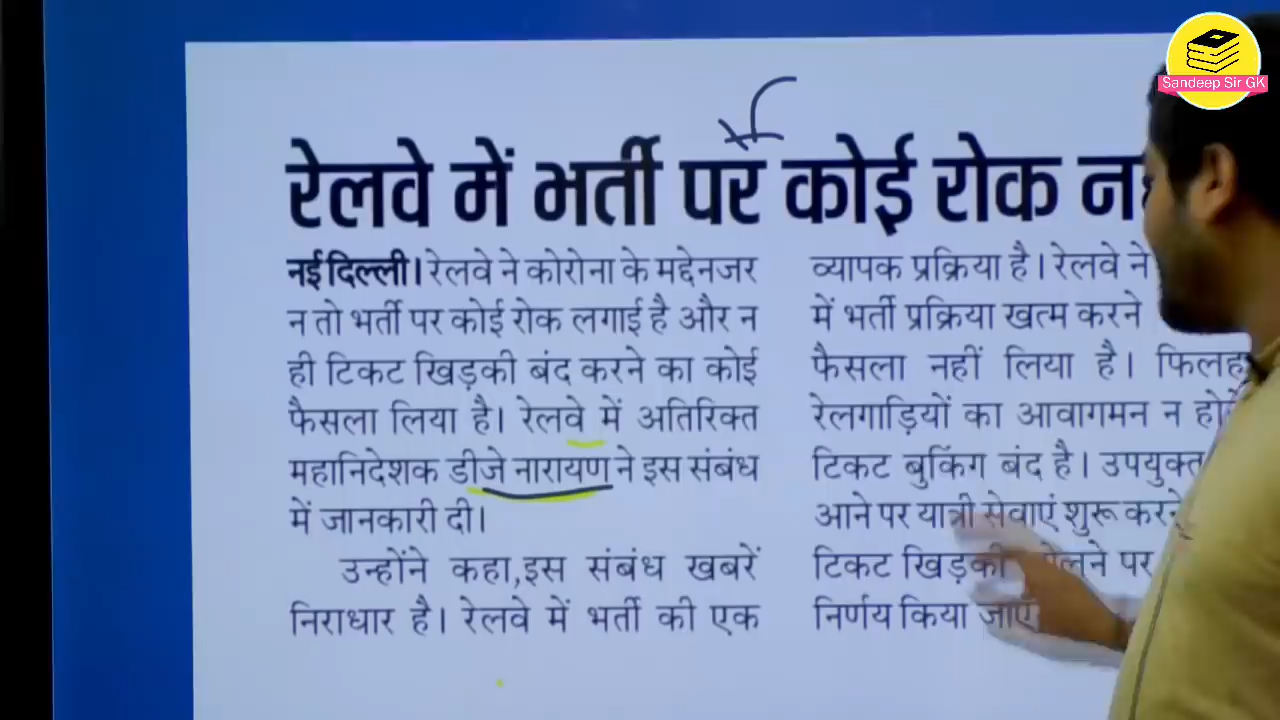 Sandeep Sir GK
रेलवे में भर्ती पर कोई रोक
नई दिल्ली। रेलवे ने कोरोना के मद्देनजर
न तो भर्ती पर कोई रोक लगाई है और न
ही टिकट खिड़की बंद करने का कोई
फैसला लिया है। रेलवे में अतिरिक्त
महानिदेशक डीजे नारायण ने इस संबंध
में जानकारी दी।
उन्होंने कहा,इस संबंध खबरें
निराधार है। रेलवे में भर्ती की एक
व्यापक प्रक्रिया है। रेलवे ने
में भर्ती प्रक्रिया खत्म करने
फैसला नहीं लिया है।
रेलगाड़ियों का आवागमन न
टिकट बुकिंग बंद है। उपयुक्त
आने पर यात्री सेवाएं शुरू करने
टिकट खिड़की पर
निर्णय किया